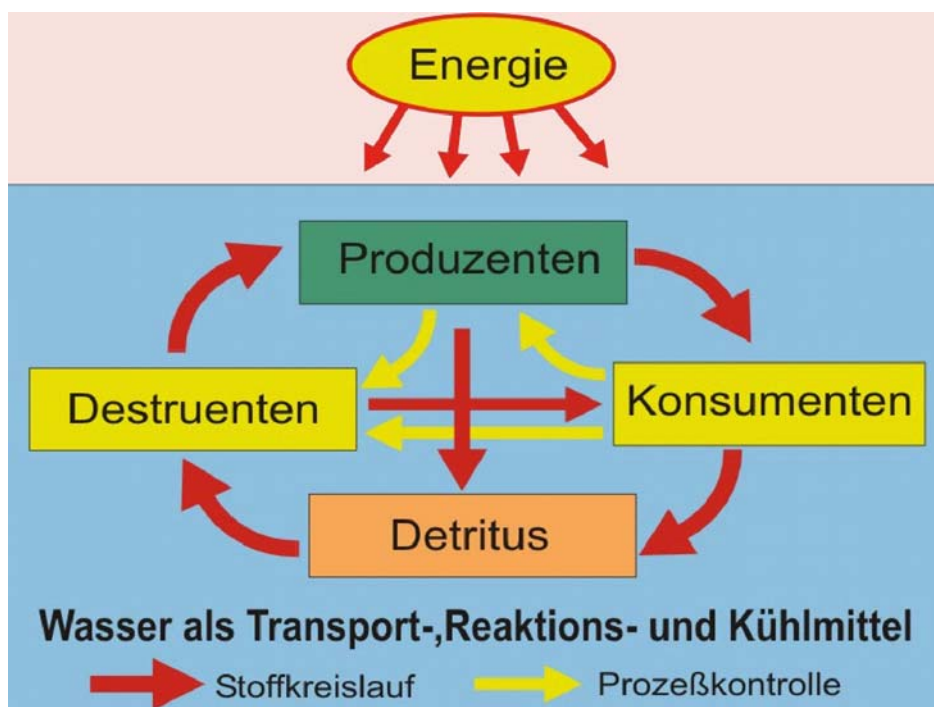 Energie
Produzenten
Destruenten
Konsumenten
Detritus
Wasser als Transport-,Reaktions- und Kühlmittel
Stoffkreislauf
Prozeßkontrolle